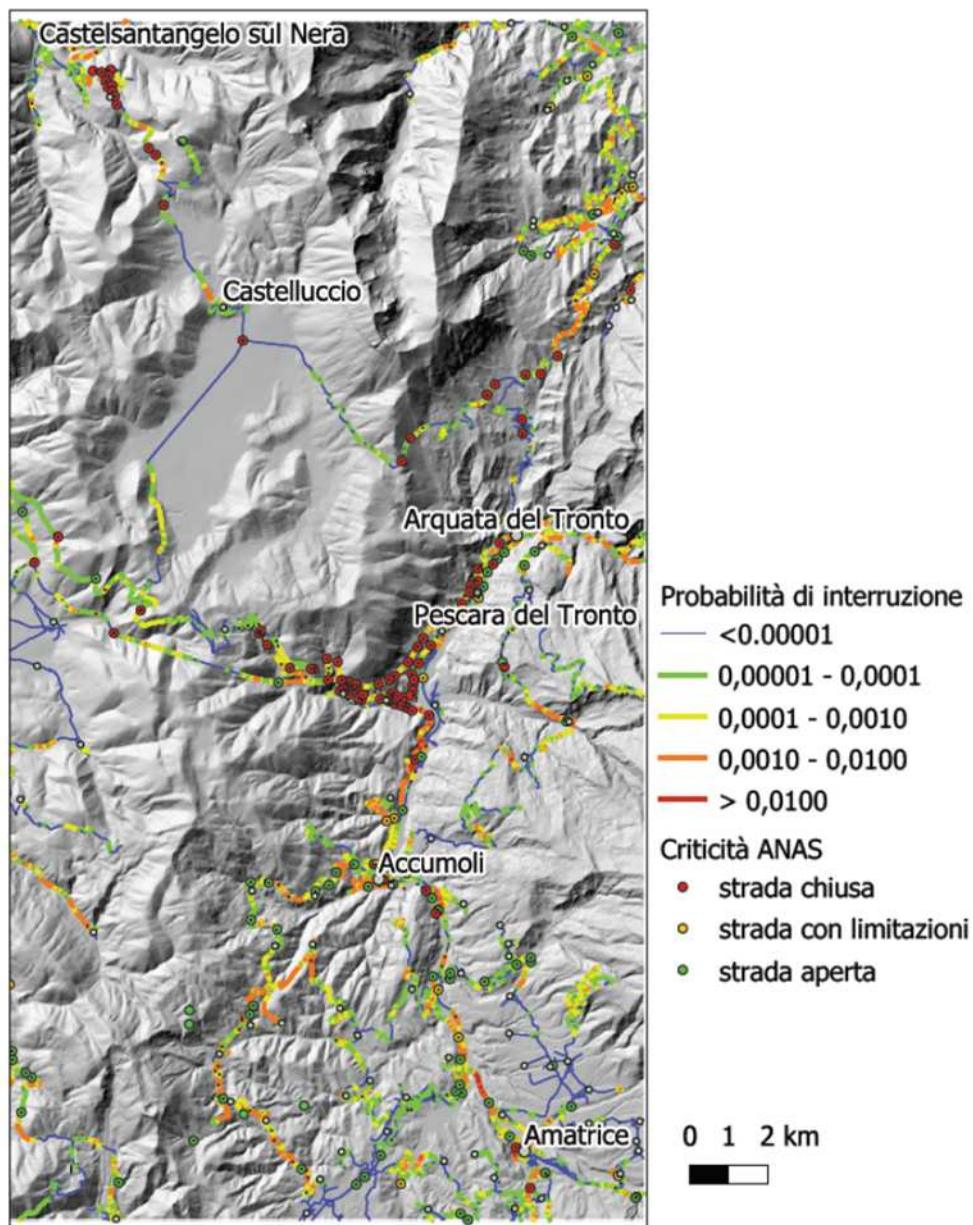 Castelsantangelo sul Nera
Castelluccio
Arquata del Tronto
Pescara del Tronto
Accumoli
Amatrice
Probabilità di interruzione
<0.00001
0,00001 - 0,0001
0,0001 - 0,0010
0,0010 - 0,0100
> 0,0100
Criticità ANAS
strada chiusa
strada con limitazioni
strada aperta
0 1 2 km